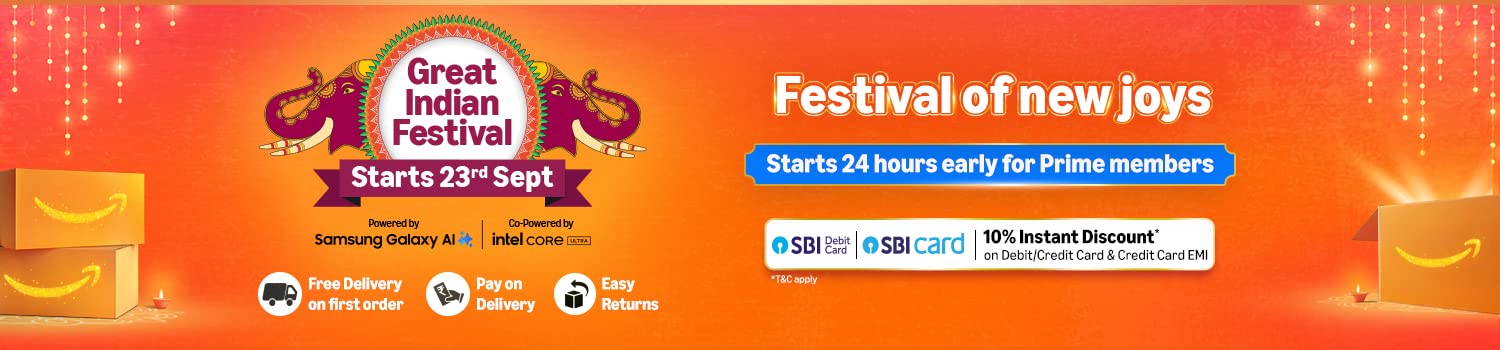 Great
Indian
Festival
Starts 23rd Sept
Powered by
Samsung Galaxy AI
Co-Powered by
intel CORE ULTRA
Free Delivery
on first order
Pay on
Delivery
Easy
Returns
Festival of new joys
Starts 24 hours early for Prime members
SBI Debit
Card
SBI card
10% Instant Discount*
on Debit/Credit Card & Credit Card EMI
*T&C apply